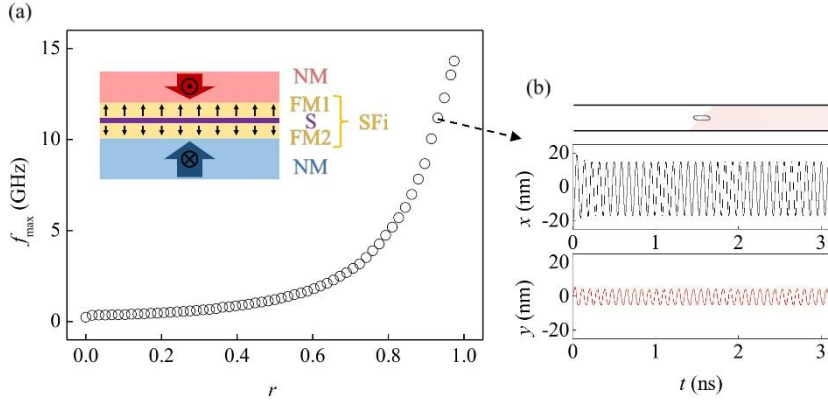 (a)
15
10
5
0
f_max (GHz)
0.0 0.2 0.4 0.6 0.8 1.0
r
NM
FM1
S
FM2
SFi
NM
(b)
20
0
-20
x (nm)
0 1 2 3
20
0
-20
y (nm)
0 1 2 3
t (ns)